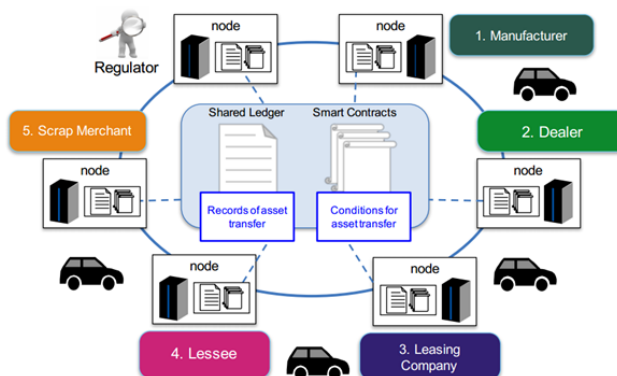 node
node
1. Manufacturer
Regulator
Shared Ledger
Smart Contracts
5. Scrap Merchant
2. Dealer
node
node
Records of asset
transfer
Conditions for
asset transfer
node
node
4. Lessee
3. Leasing
Company